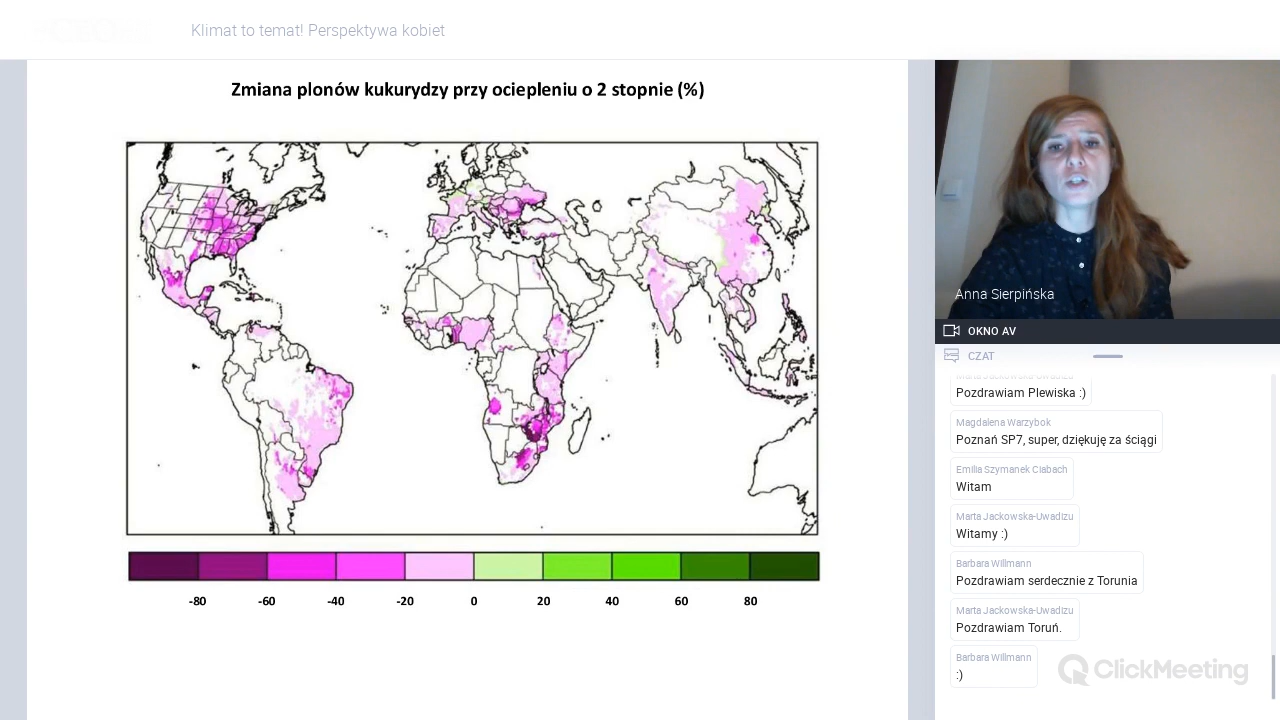 Klimat to temat! Perspektywa kobiet
Zmiana plonów kukurydzy przy ociepleniu o 2 stopnie (%)
-80 -60 -40 -20 0 20 40 60 80
Anna Sierpińska
OKNO AV
CZAT
Pozdrawiam Plewiska :)
Magdalena Warzybok
Poznań SP7, super, dziękuję za ściągi
Emilia Szymanek Ciabach
Witam
Marta Jackowska-Uwadizu
Witamy :)
Barbara Willmann
Pozdrawiam serdecznie z Torunia
Marta Jackowska-Uwadizu
Pozdrawiam Toruń.
Barbara Willmann
:)
ClickMeeting